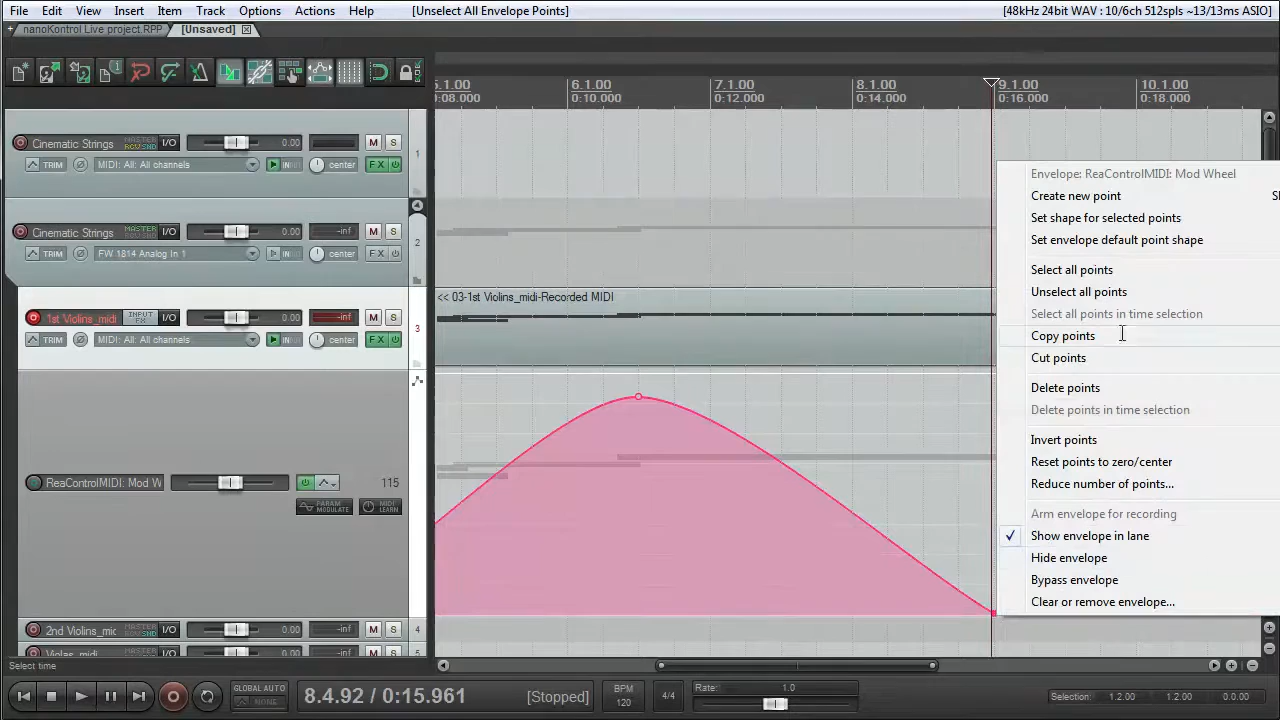 File Edit View Insert Item Track Options Actions Help [Unselect All Envelope Points] [48kHz 24bit WAV : 10/6ch 512spls ~13/13ms ASIO]
nanoKontrol Live project.RPP [Unsaved]
5.1.00 6.1.00 7.1.00 8.1.00 9.1.00 10.1.00
0:08.000 0:10.000 0:12.000 0:14.000 0:16.000 0:18.000
Cinematic Strings MASTER I/O 0.00 M S 1
TRIM MIDI: All: All channels IN center FX
Envelope: ReaControlMIDI: Mod Wheel
Create new point
Set shape for selected points
Cinematic Strings MASTER I/O 0.00 -inf M S 2
Set envelope default point shape
TRIM FW 1814 Analog In 1 IN center FX
Select all points
Unselect all points
<< 03-1st Violins_midi-Recorded MIDI
Select all points in time selection
1st Violins_midi INPUT FX I/O 0.00 -inf M S 3
Copy points
TRIM MIDI: All: All channels IN center FX
Cut points
Delete points
Delete points in time selection
Invert points
Reset points to zero/center
Reduce number of points...
ReaControlMIDI: Mod W 115
PARAM MODULATE MIDI LEARN
Arm envelope for recording
Show envelope in lane
Hide envelope
Bypass envelope
Clear or remove envelope...
2nd Violins_mic I/O 0.00 -inf M S 4
Violas_midi I/O 0.00 -inf M S 5
Select time
GLOBAL AUTO NONE 8.4.92 / 0:15.961 [Stopped] BPM 120 4/4 Rate: 1.0 Selection: 1.2.00 1.2.00 0.0.00